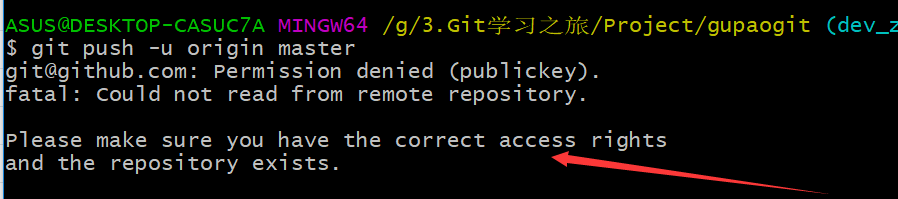 ASUS@DESKTOP-CASUC7A MINGW64 /g/3.Git学习之旅/Project/gupaogit (dev_z
$ git push -u origin master
git@github.com: Permission denied (publickey).
fatal: Could not read from remote repository.
Please make sure you have the correct access rights
and the repository exists.